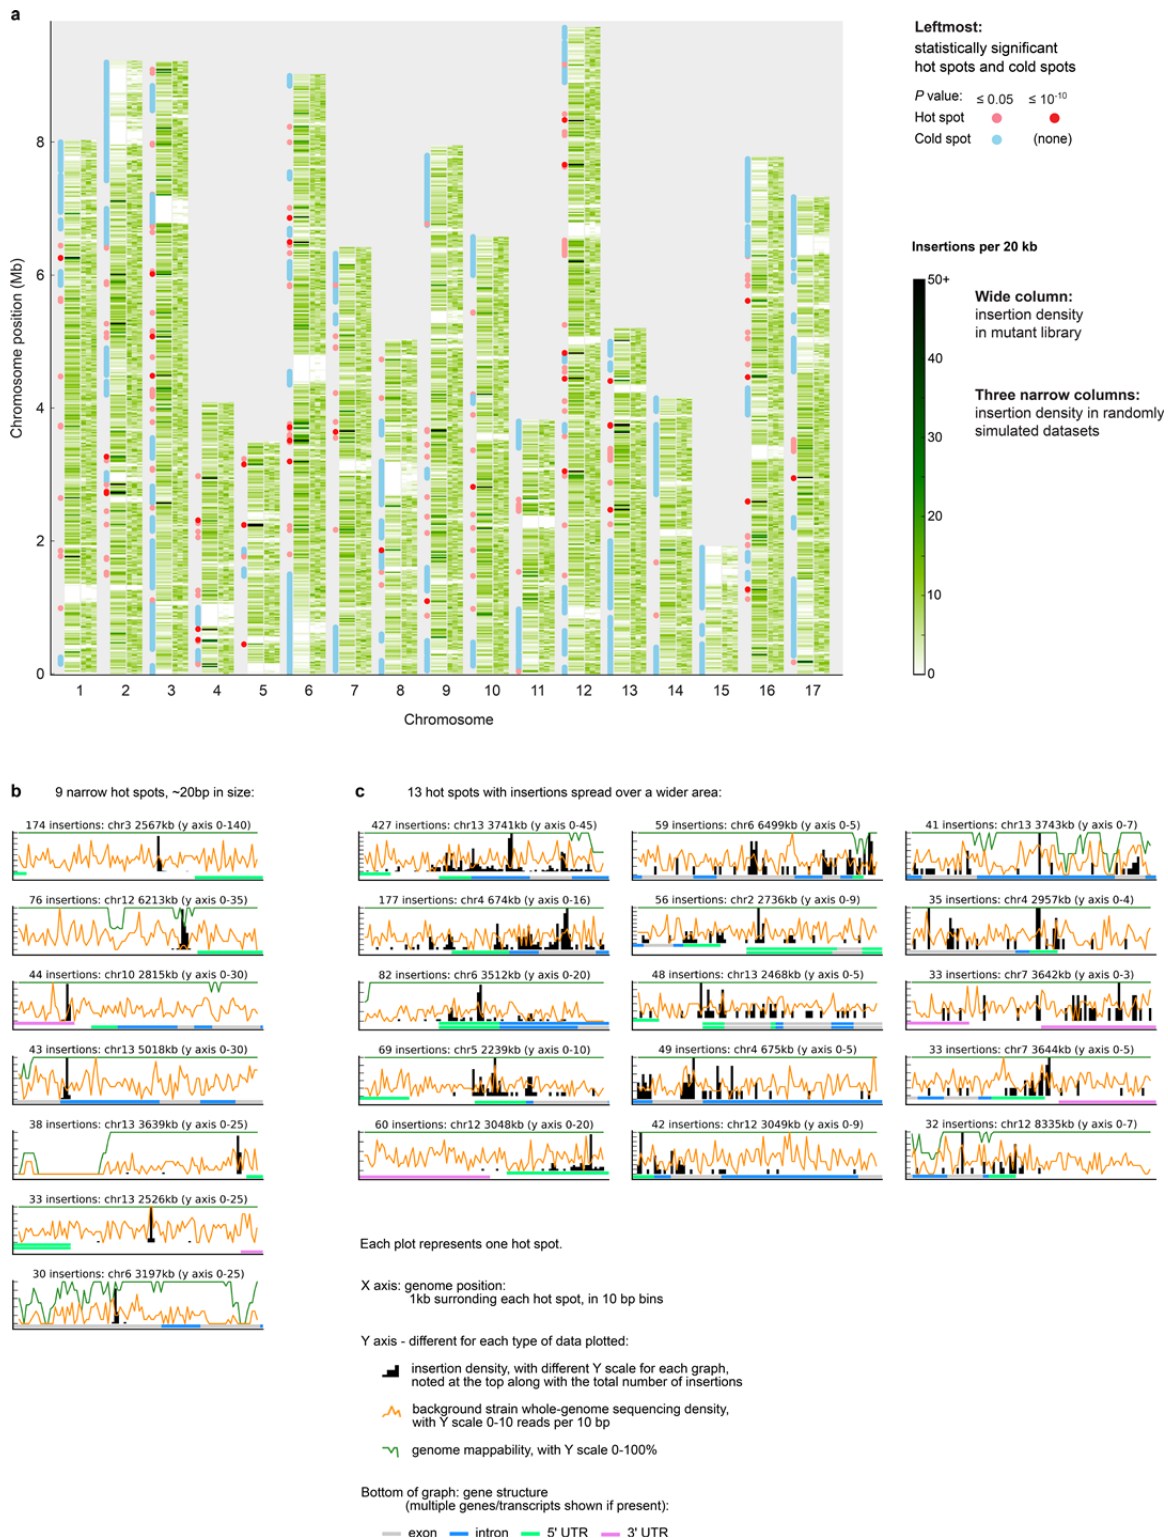 a
Leftmost:
statistically significant
hot spots and cold spots
P value: ≤ 0.05 ≤ 10⁻¹⁰
Hot spot
Cold spot (none)
Insertions per 20 kb
50+
40
30
20
10
0
Wide column:
insertion density
in mutant library
Three narrow columns:
insertion density in randomly
simulated datasets
Chromosome position (Mb)
8
6
4
2
0
1 2 3 4 5 6 7 8 9 10 11 12 13 14 15 16 17
Chromosome
b 9 narrow hot spots, ~20bp in size:
174 insertions: chr3 2567kb (y axis 0-140)
76 insertions: chr12 6213kb (y axis 0-35)
44 insertions: chr10 2815kb (y axis 0-30)
43 insertions: chr13 5018kb (y axis 0-30)
38 insertions: chr13 3639kb (y axis 0-25)
33 insertions: chr13 2526kb (y axis 0-25)
30 insertions: chr6 3197kb (y axis 0-25)
c 13 hot spots with insertions spread over a wider area:
427 insertions: chr13 3741kb (y axis 0-45)
59 insertions: chr6 6499kb (y axis 0-5)
41 insertions: chr13 3743kb (y axis 0-7)
177 insertions: chr4 674kb (y axis 0-16)
56 insertions: chr2 2736kb (y axis 0-9)
35 insertions: chr4 2957kb (y axis 0-4)
82 insertions: chr6 3512kb (y axis 0-20)
48 insertions: chr13 2468kb (y axis 0-5)
33 insertions: chr7 3642kb (y axis 0-3)
69 insertions: chr5 2239kb (y axis 0-10)
49 insertions: chr4 675kb (y axis 0-5)
33 insertions: chr7 3644kb (y axis 0-5)
60 insertions: chr12 3048kb (y axis 0-20)
42 insertions: chr12 3049kb (y axis 0-9)
32 insertions: chr12 8335kb (y axis 0-7)
Each plot represents one hot spot.
X axis: genome position:
1kb surronding each hot spot, in 10 bp bins
Y axis - different for each type of data plotted:
insertion density, with different Y scale for each graph,
noted at the top along with the total number of insertions
background strain whole-genome sequencing density,
with Y scale 0-10 reads per 10 bp
genome mappability, with Y scale 0-100%
Bottom of graph: gene structure
(multiple genes/transcripts shown if present):
exon intron 5' UTR 3' UTR